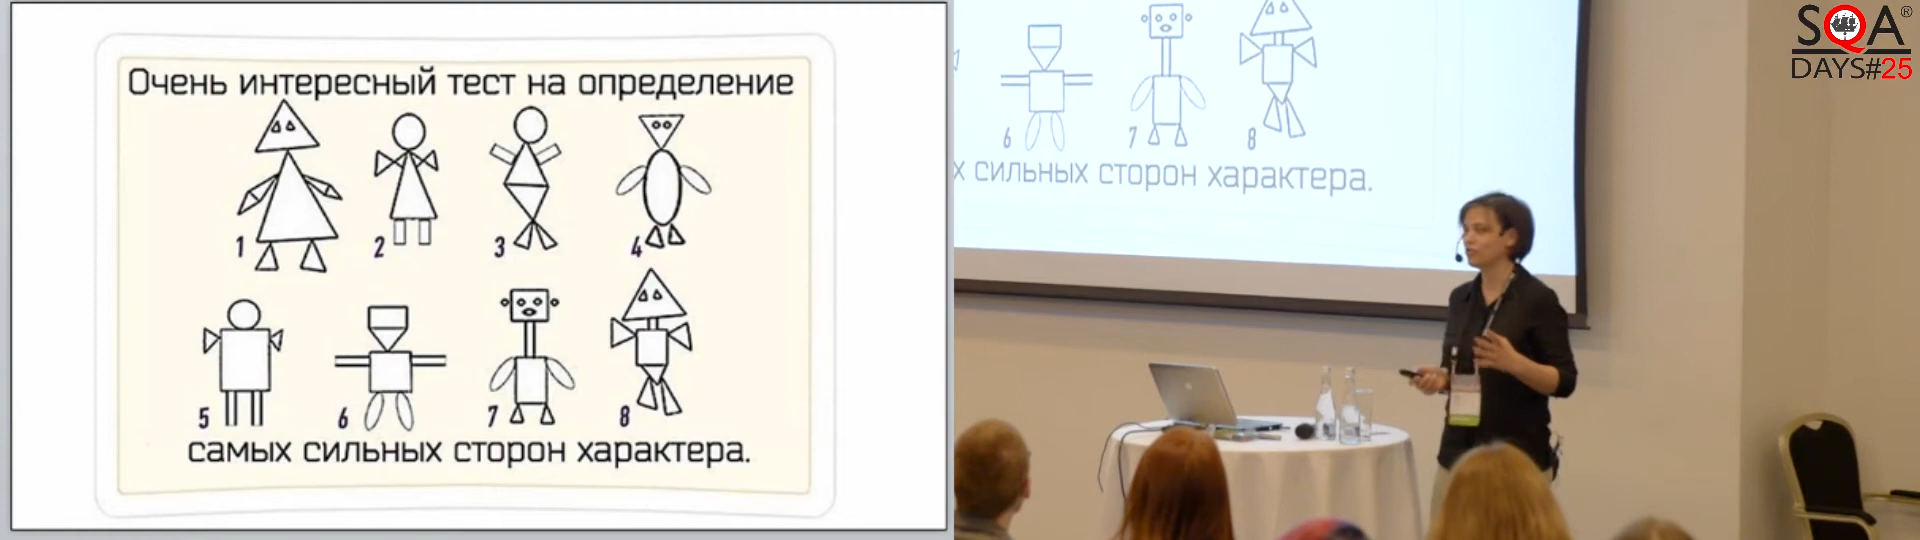 Очень интересный тест на определение
1
2
3
4
5
6
7
8
самых сильных сторон характера.
6
7
8
х сильных сторон характера.
SQA®
DAYS#25